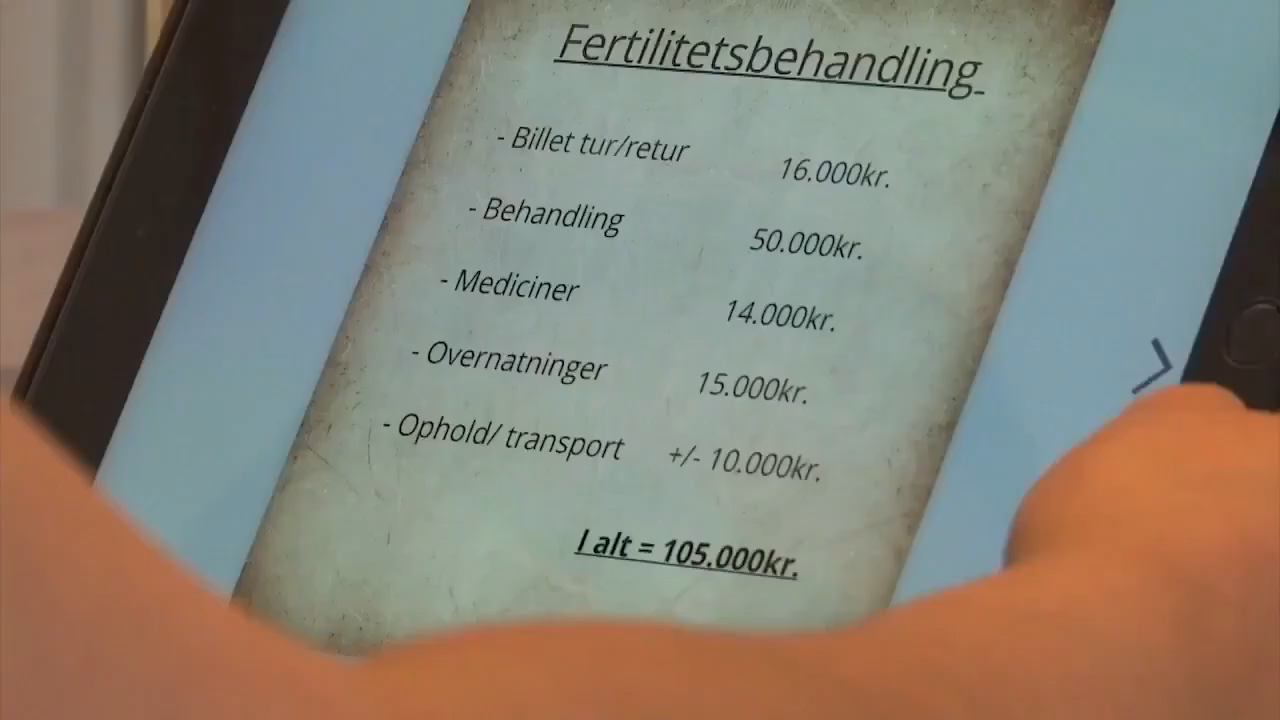 Fertilitetsbehandling
- Billet tur/retur 16.000kr.
- Behandling 50.000kr.
- Mediciner 14.000kr.
- Overnatninger 15.000kr.
- Ophold/ transport +/- 10.000kr.
I alt = 105.000kr.